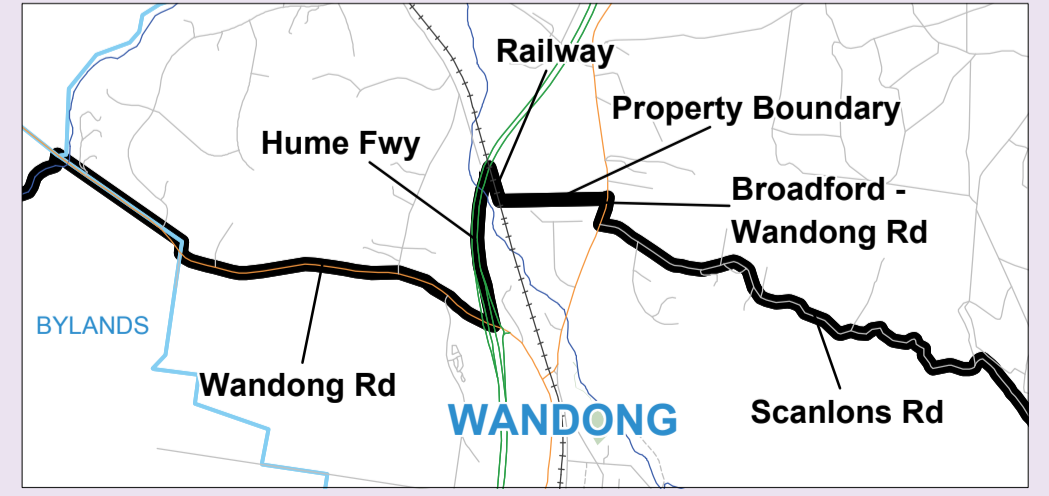 Railway
Property Boundary
Hume Fwy
Broadford -
Wandong Rd
BYLANDS
Wandong Rd
WANDONG
Scanlons Rd